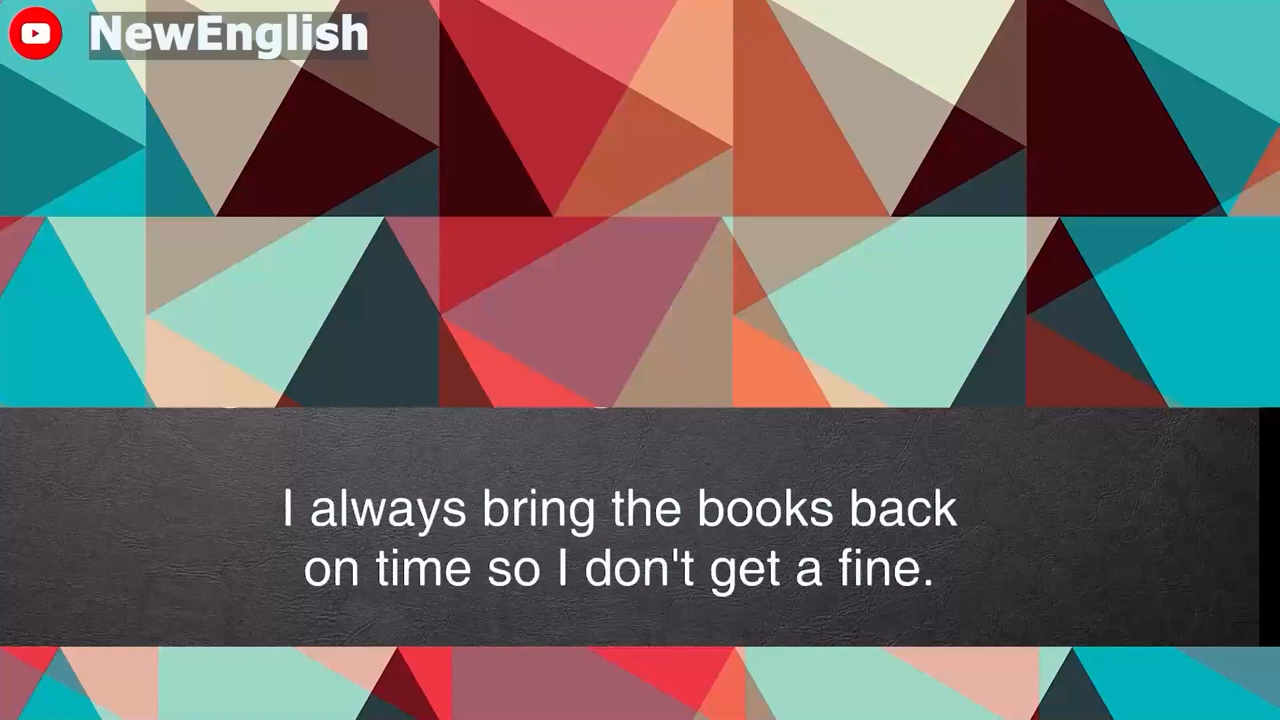 NewEnglish
I always bring the books back
on time so I don't get a fine.